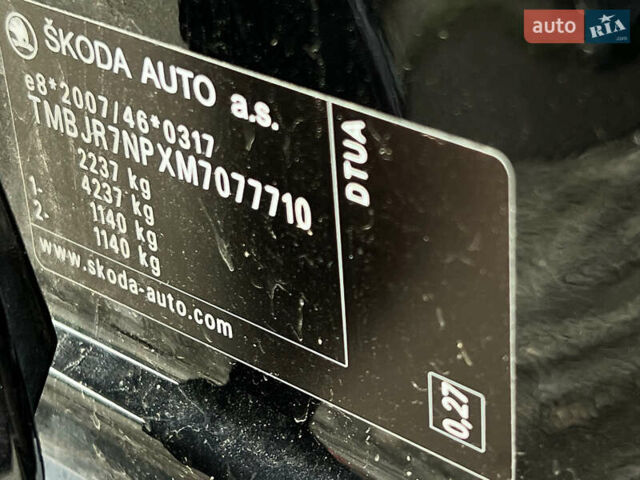 ŠKODA AUTO a.s.
e8*2007/46*0317
TMBJR7NPXM7077710
2237 kg
1- 4237 kg
2- 1140 kg
1140 kg
www.skoda-auto.com
DTUA
0,27
auto RIA.com